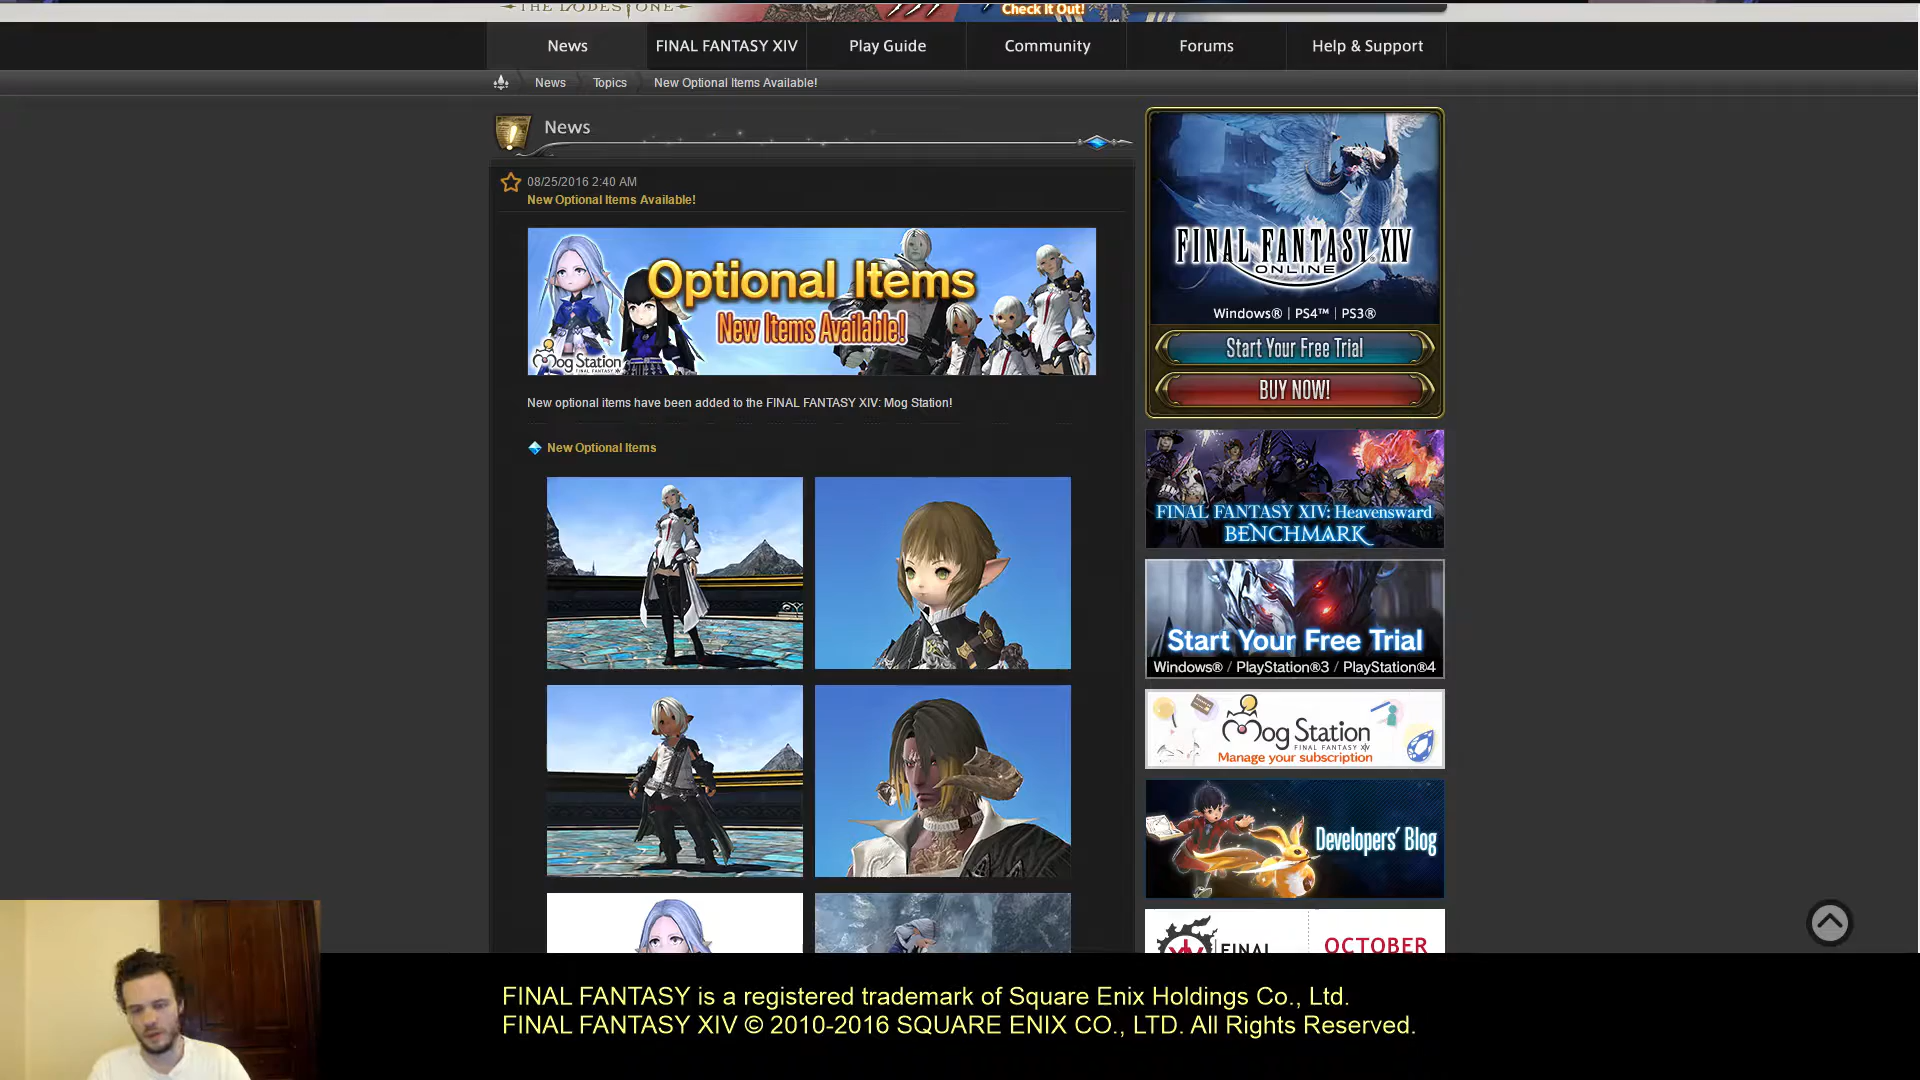 THE LODESTONE
Check It Out!
News
FINAL FANTASY XIV
Play Guide
Community
Forums
Help & Support
News
Topics
New Optional Items Available!
News
08/25/2016 2:40 AM
New Optional Items Available!
Optional Items
New Items Available!
Mog Station
FINAL FANTASY XIV
New optional items have been added to the FINAL FANTASY XIV: Mog Station!
New Optional Items
FINAL FANTASY XIV
ONLINE
Windows® | PS4™ | PS3®
Start Your Free Trial
BUY NOW!
FINAL FANTASY XIV: Heavensward
BENCHMARK
Start Your Free Trial
Windows® / PlayStation®3 / PlayStation®4
Mog Station
FINAL FANTASY XIV
Manage your subscription
Developers' Blog
XIV
FINAL
OCTOBER
FINAL FANTASY is a registered trademark of Square Enix Holdings Co., Ltd.
FINAL FANTASY XIV © 2010-2016 SQUARE ENIX CO., LTD. All Rights Reserved.